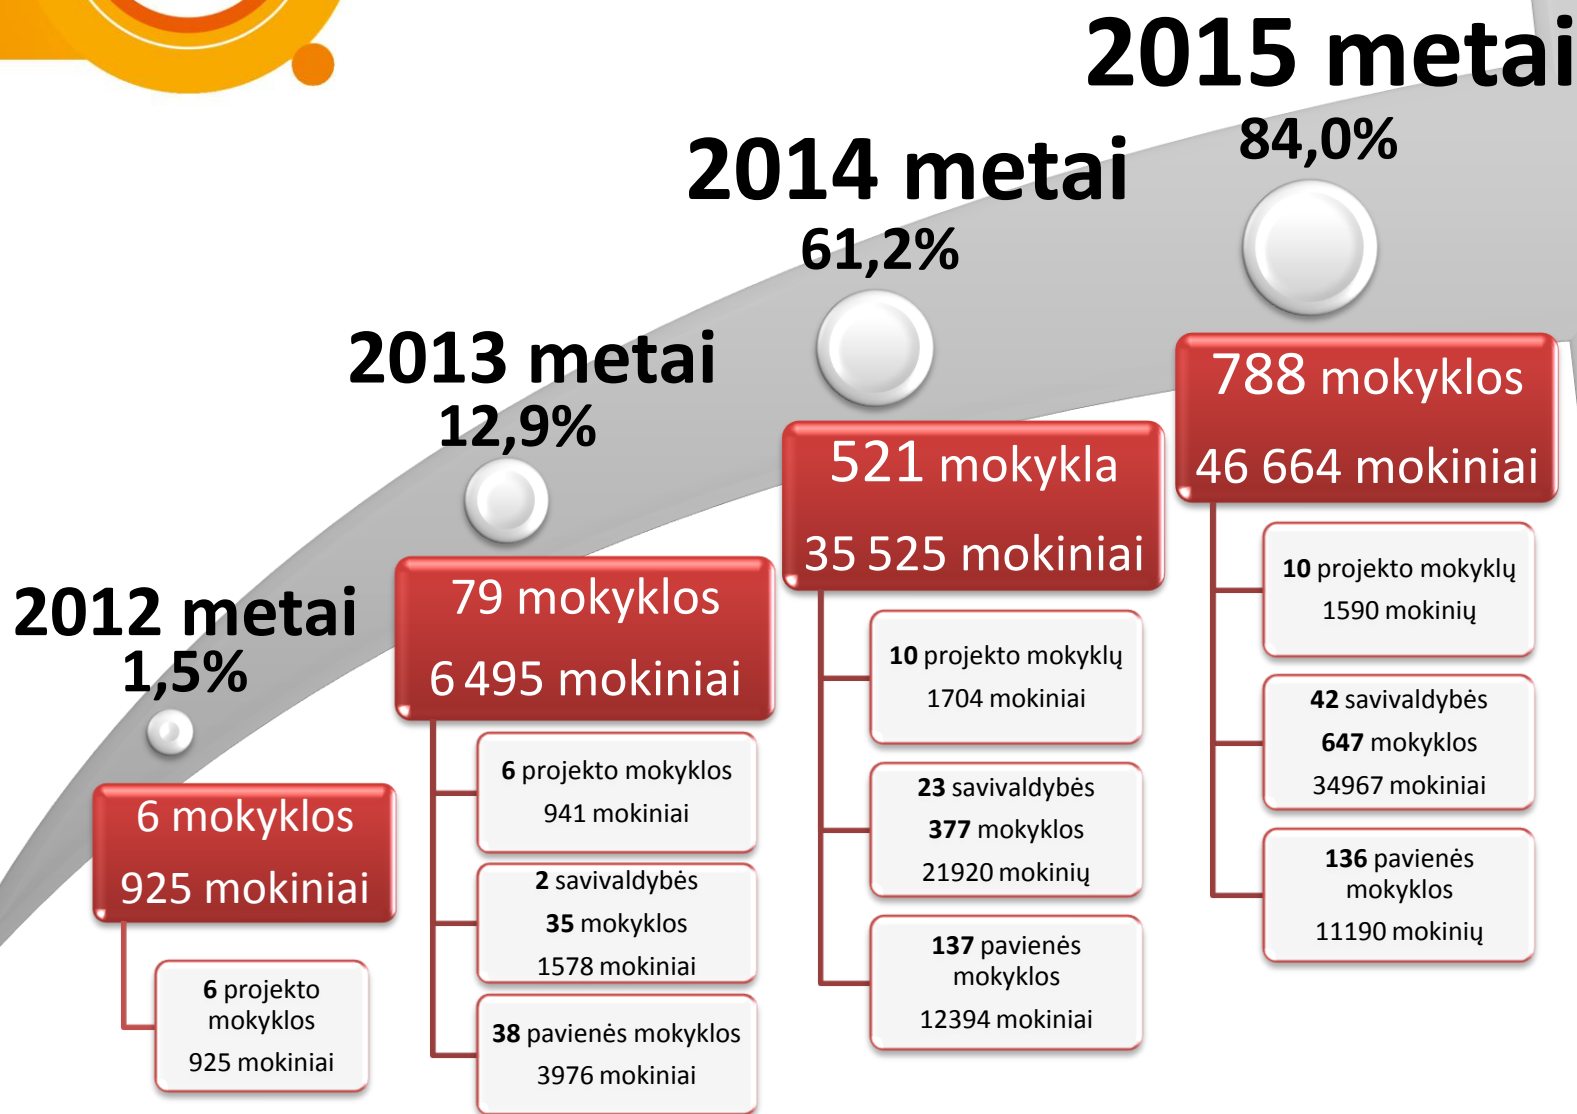 2012 metai
1,5%
6 mokyklos
925 mokiniai
6 projekto
mokyklos
925 mokiniai
2013 metai
12,9%
79 mokyklos
6 495 mokiniai
6 projekto mokyklos
941 mokiniai
2 savivaldybės
35 mokyklos
1578 mokiniai
38 pavienės mokyklos
3976 mokiniai
2014 metai
61,2%
521 mokykla
35 525 mokiniai
10 projekto mokyklų
1704 mokiniai
23 savivaldybės
377 mokyklos
21920 mokinių
137 pavienės
mokyklos
12394 mokiniai
2015 metai
84,0%
788 mokyklos
46 664 mokiniai
10 projekto mokyklų
1590 mokinių
42 savivaldybės
647 mokyklos
34967 mokiniai
136 pavienės
mokyklos
11190 mokinių